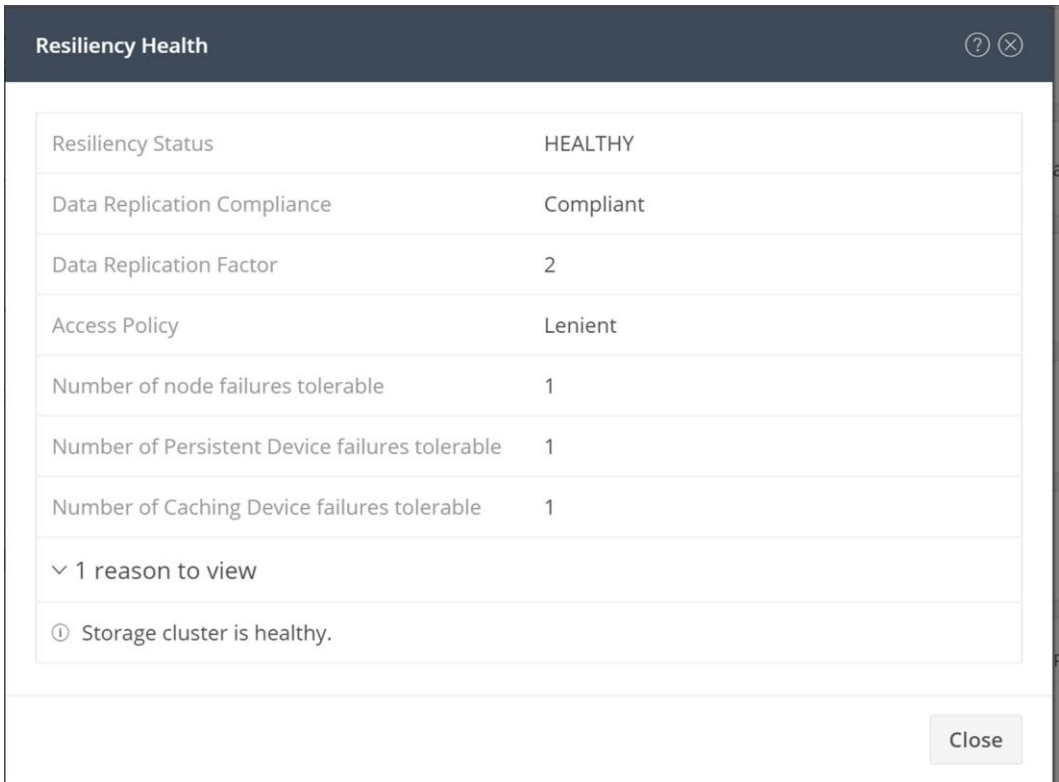 Resiliency Health
Resiliency Status HEALTHY
Data Replication Compliance Compliant
Data Replication Factor 2
Access Policy Lenient
Number of node failures tolerable 1
Number of Persistent Device failures tolerable 1
Number of Caching Device failures tolerable 1
1 reason to view
Storage cluster is healthy.
Close